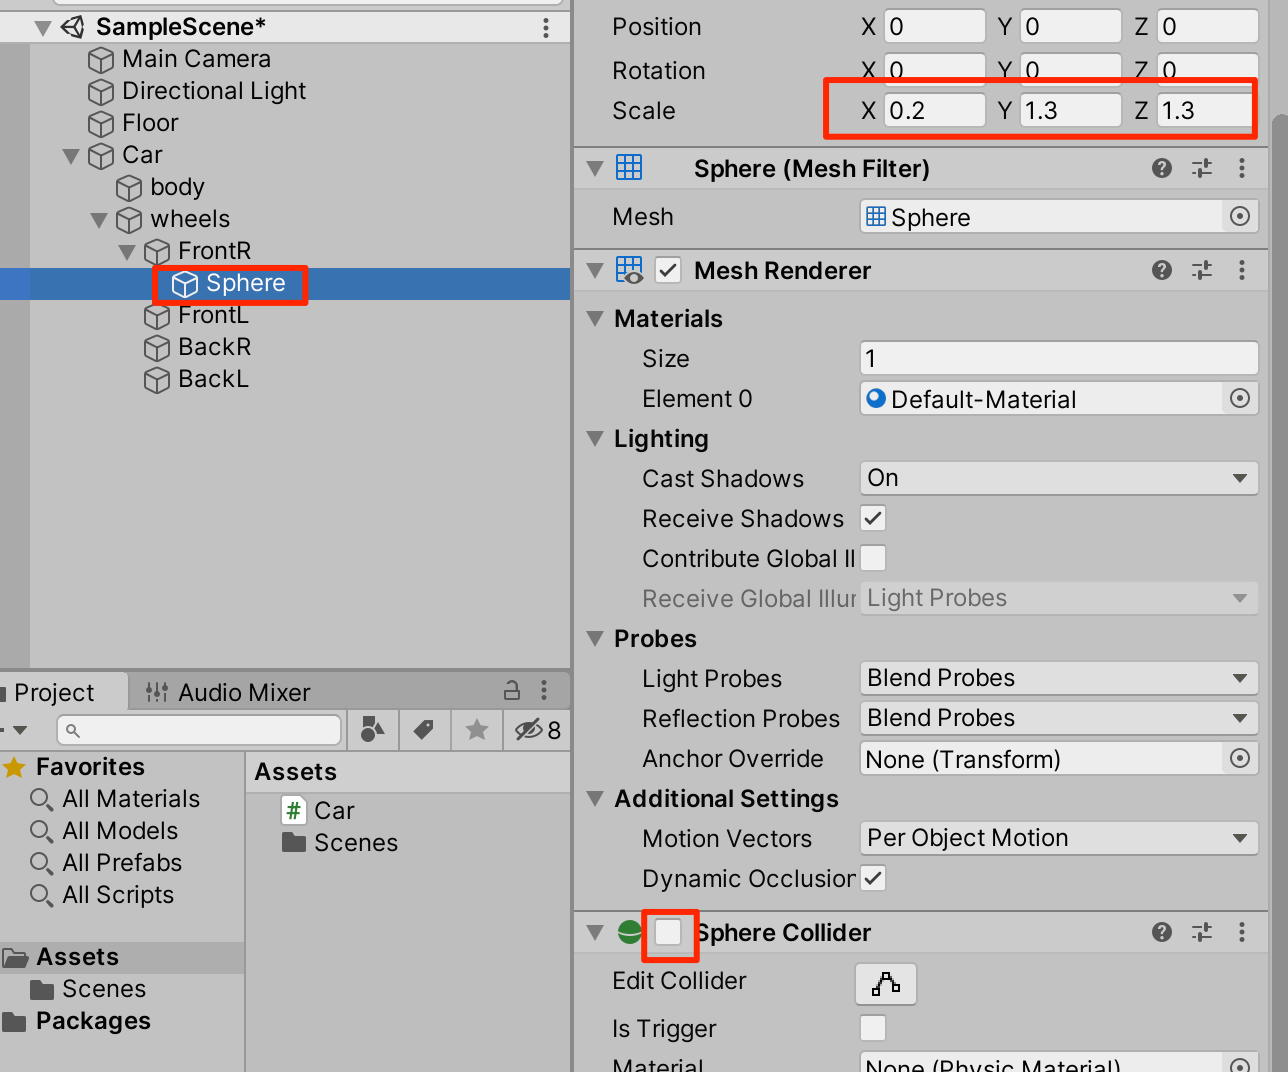 SampleScene*
Main Camera
Directional Light
Floor
Car
body
wheels
FrontR
Sphere
FrontL
BackR
BackL
Project
Audio Mixer
8
Favorites
All Materials
All Models
All Prefabs
All Scripts
Assets
Scenes
Packages
Assets
# Car
Scenes
Position X 0 Y 0 Z 0
Rotation X 0 Y 0 Z 0
Scale X 0.2 Y 1.3 Z 1.3
Sphere (Mesh Filter)
Mesh Sphere
Mesh Renderer
Materials
Size 1
Element 0 Default-Material
Lighting
Cast Shadows On
Receive Shadows
Contribute Global Il
Receive Global Illur Light Probes
Probes
Light Probes Blend Probes
Reflection Probes Blend Probes
Anchor Override None (Transform)
Additional Settings
Motion Vectors Per Object Motion
Dynamic Occlusion
Sphere Collider
Edit Collider
Is Trigger
Material None (Physic Material)